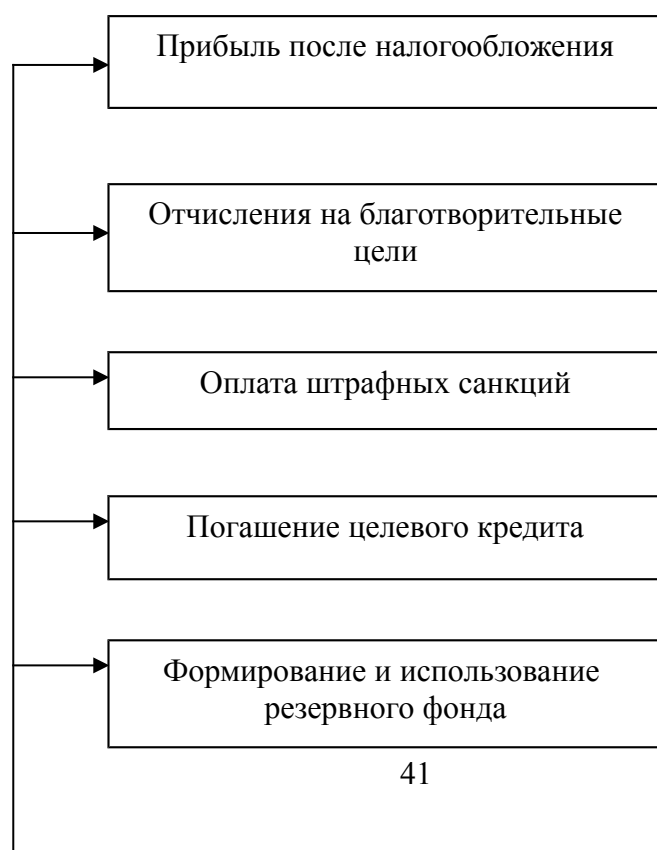 Прибыль после налогообложения
Отчисления на благотворительные
цели
Оплата штрафных санкций
Погашение целевого кредита
Формирование и использование
резервного фонда
41